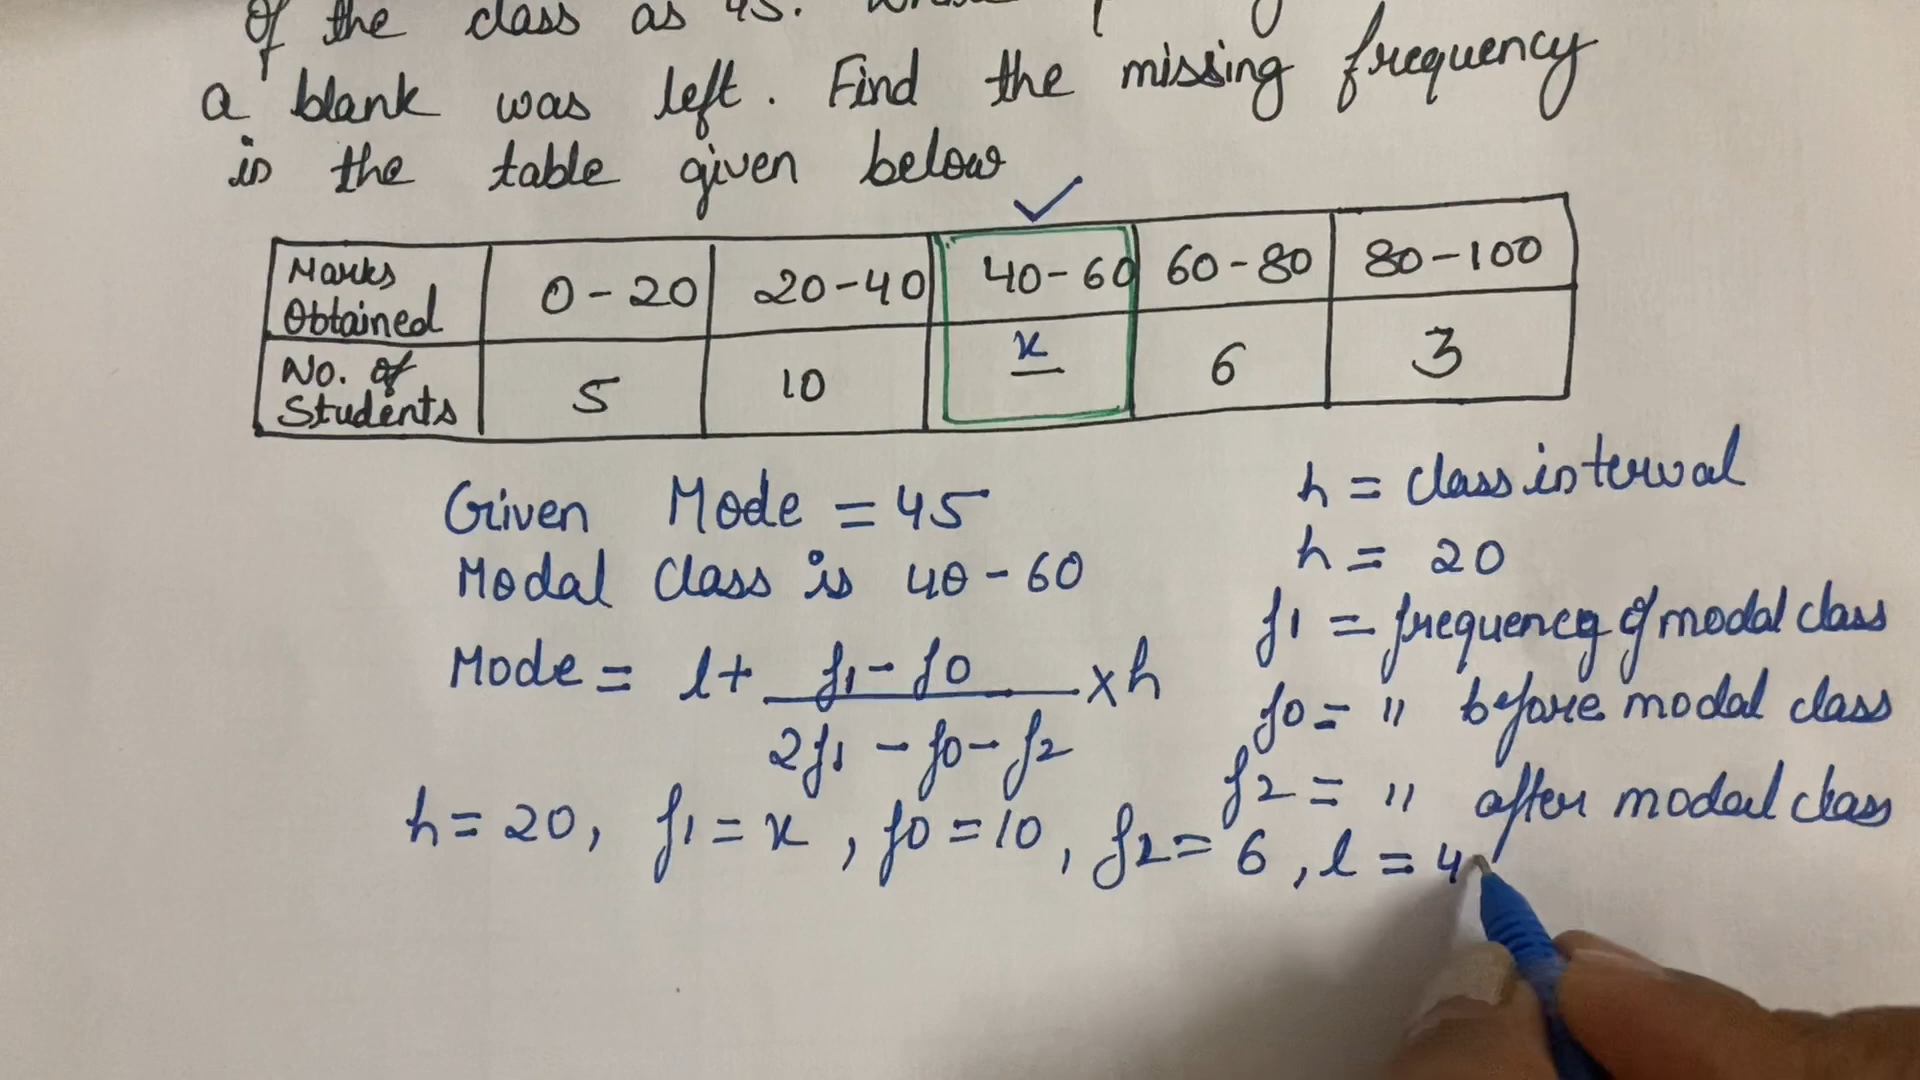 of the class as 45.
a blank was left. Find the missing frequency
is the table given below
Marks Obtained 0-20 20-40 40-60 60-80 80-100
No. of Students 5 10 x 6 3
Given Mode = 45
Modal Class is 40-60
Mode = l + f1 - f0 / 2f1 - f0 - f2 × h
h = class interval
h = 20
f1 = frequency of modal class
f0 = " before modal class
f2 = " after modal class
h = 20, f1 = x, f0 = 10, f2 = 6, l = 4